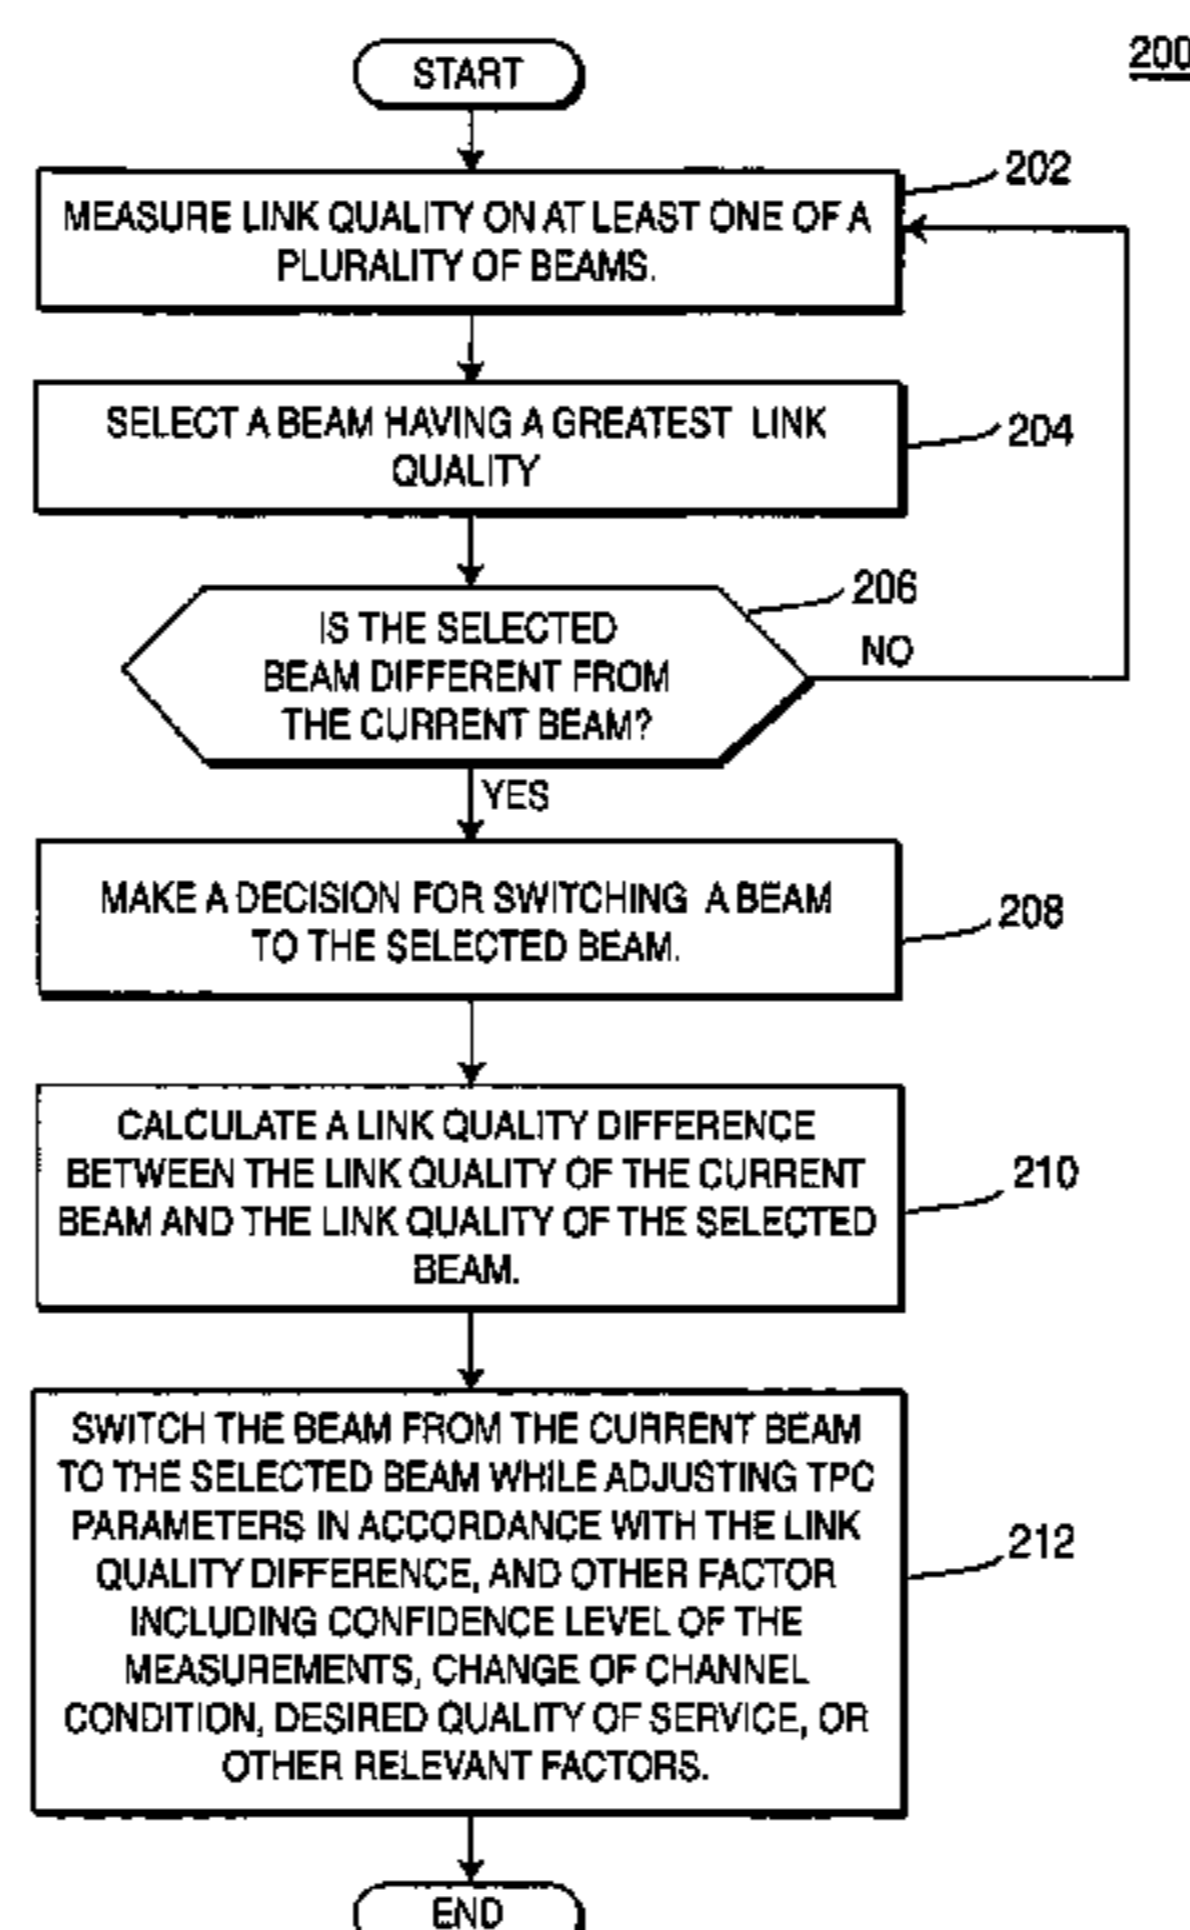 200
START
202
MEASURE LINK QUALITY ON AT LEAST ONE OF A
PLURALITY OF BEAMS.
SELECT A BEAM HAVING A GREATEST LINK
QUALITY
204
206
IS THE SELECTED
BEAM DIFFERENT FROM
THE CURRENT BEAM?
NO
YES
MAKE A DECISION FOR SWITCHING A BEAM
TO THE SELECTED BEAM.
208
CALCULATE A LINK QUALITY DIFFERENCE
BETWEEN THE LINK QUALITY OF THE CURRENT
BEAM AND THE LINK QUALITY OF THE SELECTED
BEAM.
210
SWITCH THE BEAM FROM THE CURRENT BEAM
TO THE SELECTED BEAM WHILE ADJUSTING TPC
PARAMETERS IN ACCORDANCE WITH THE LINK
QUALITY DIFFERENCE, AND OTHER FACTOR
INCLUDING CONFIDENCE LEVEL OF THE
MEASUREMENTS, CHANGE OF CHANNEL
CONDITION, DESIRED QUALITY OF SERVICE, OR
OTHER RELEVANT FACTORS.
212
END